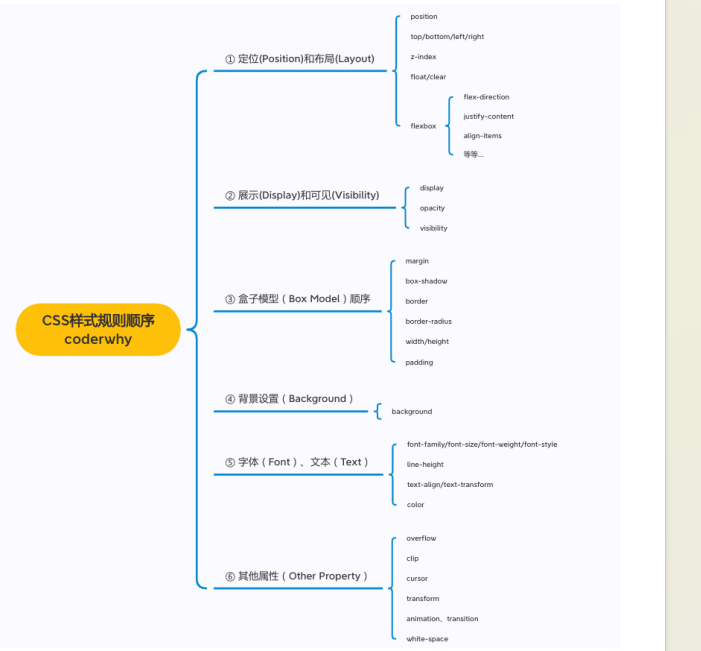 CSS样式规则顺序
coderwhy
① 定位(Position)和布局(Layout)
position
top/bottom/left/right
z-index
float/clear
flexbox
flex-direction
justify-content
align-items
等等...
② 展示(Display)和可见(Visibility)
display
opacity
visibility
③ 盒子模型（Box Model）顺序
margin
box-shadow
border
border-radius
width/height
padding
④ 背景设置（Background）
background
⑤ 字体（Font）、文本（Text）
font-family/font-size/font-weight/font-style
line-height
text-align/text-transform
color
⑥ 其他属性（Other Property）
overflow
clip
cursor
transform
animation、transition
white-space